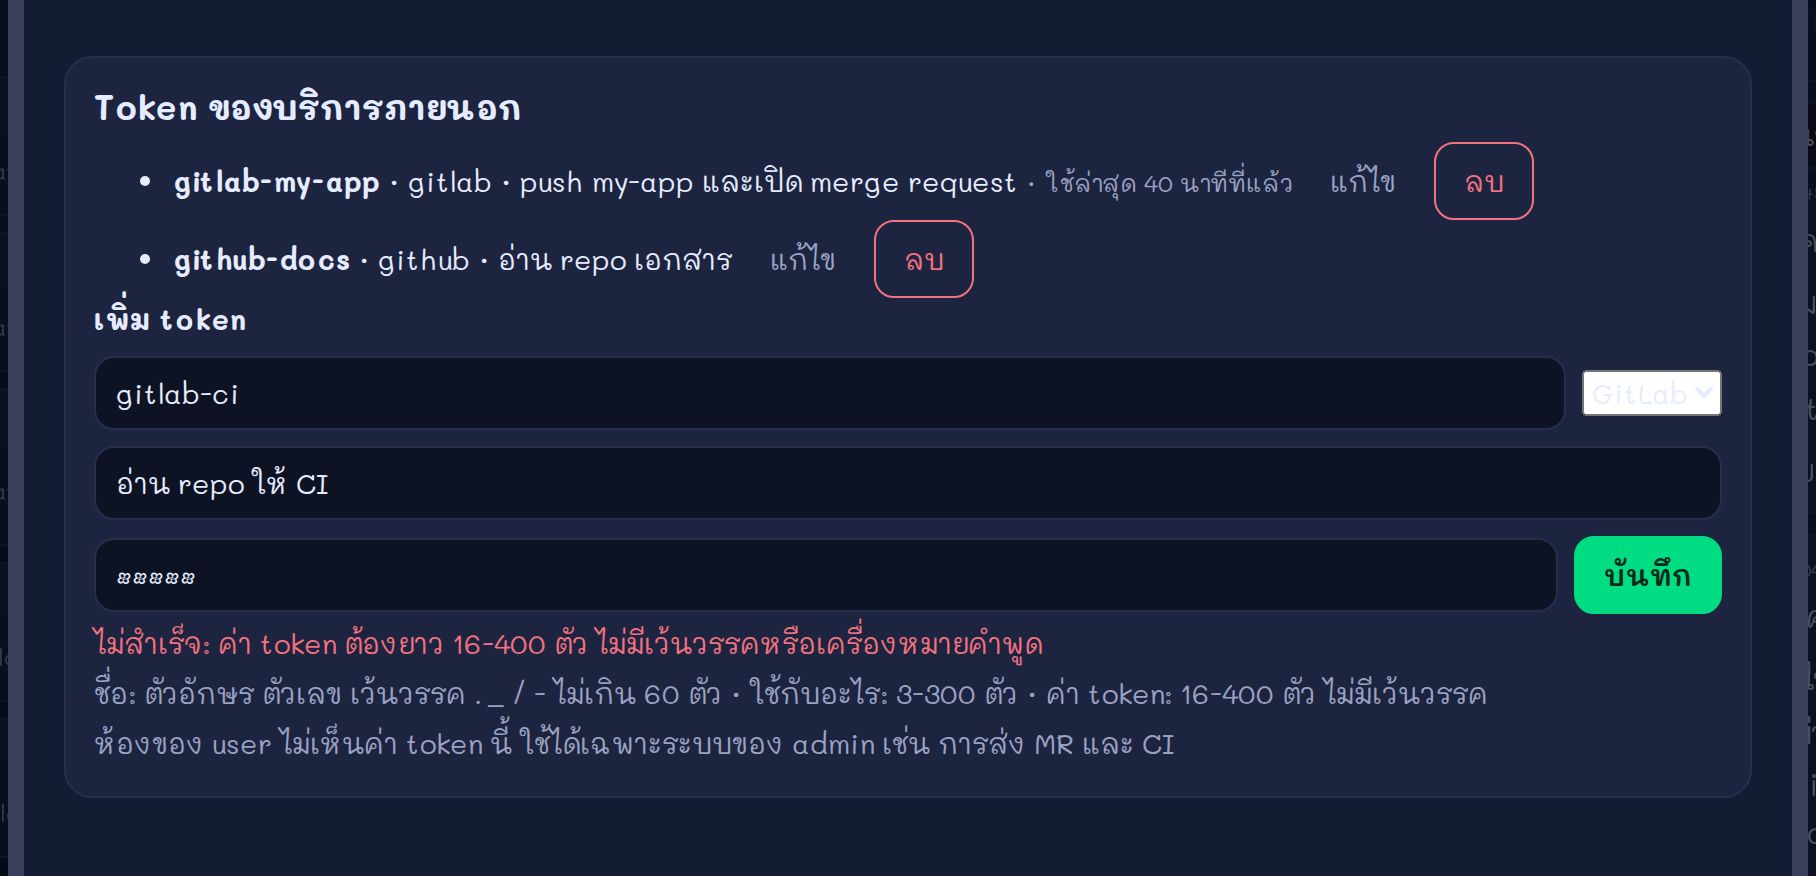 Token ของบริการภายนอก
• gitlab-my-app · gitlab · push my-app และเปิด merge request · ใช้ล่าสุด 40 นาทีที่แล้ว แก้ไข ลบ
• github-docs · github · อ่าน repo เอกสาร แก้ไข ลบ
เพิ่ม token
gitlab-ci GitLab
อ่าน repo ให้ CI
บันทึก
ไม่สำเร็จ: ค่า token ต้องยาว 16-400 ตัว ไม่มีเว้นวรรคหรือเครื่องหมายคำพูด
ชื่อ: ตัวอักษร ตัวเลข เว้นวรรค . _ / - ไม่เกิน 60 ตัว · ใช้กับอะไร: 3-300 ตัว · ค่า token: 16-400 ตัว ไม่มีเว้นวรรค
ห้องของ user ไม่เห็นค่า token นี้ ใช้ได้เฉพาะระบบของ admin เช่น การส่ง MR และ CI